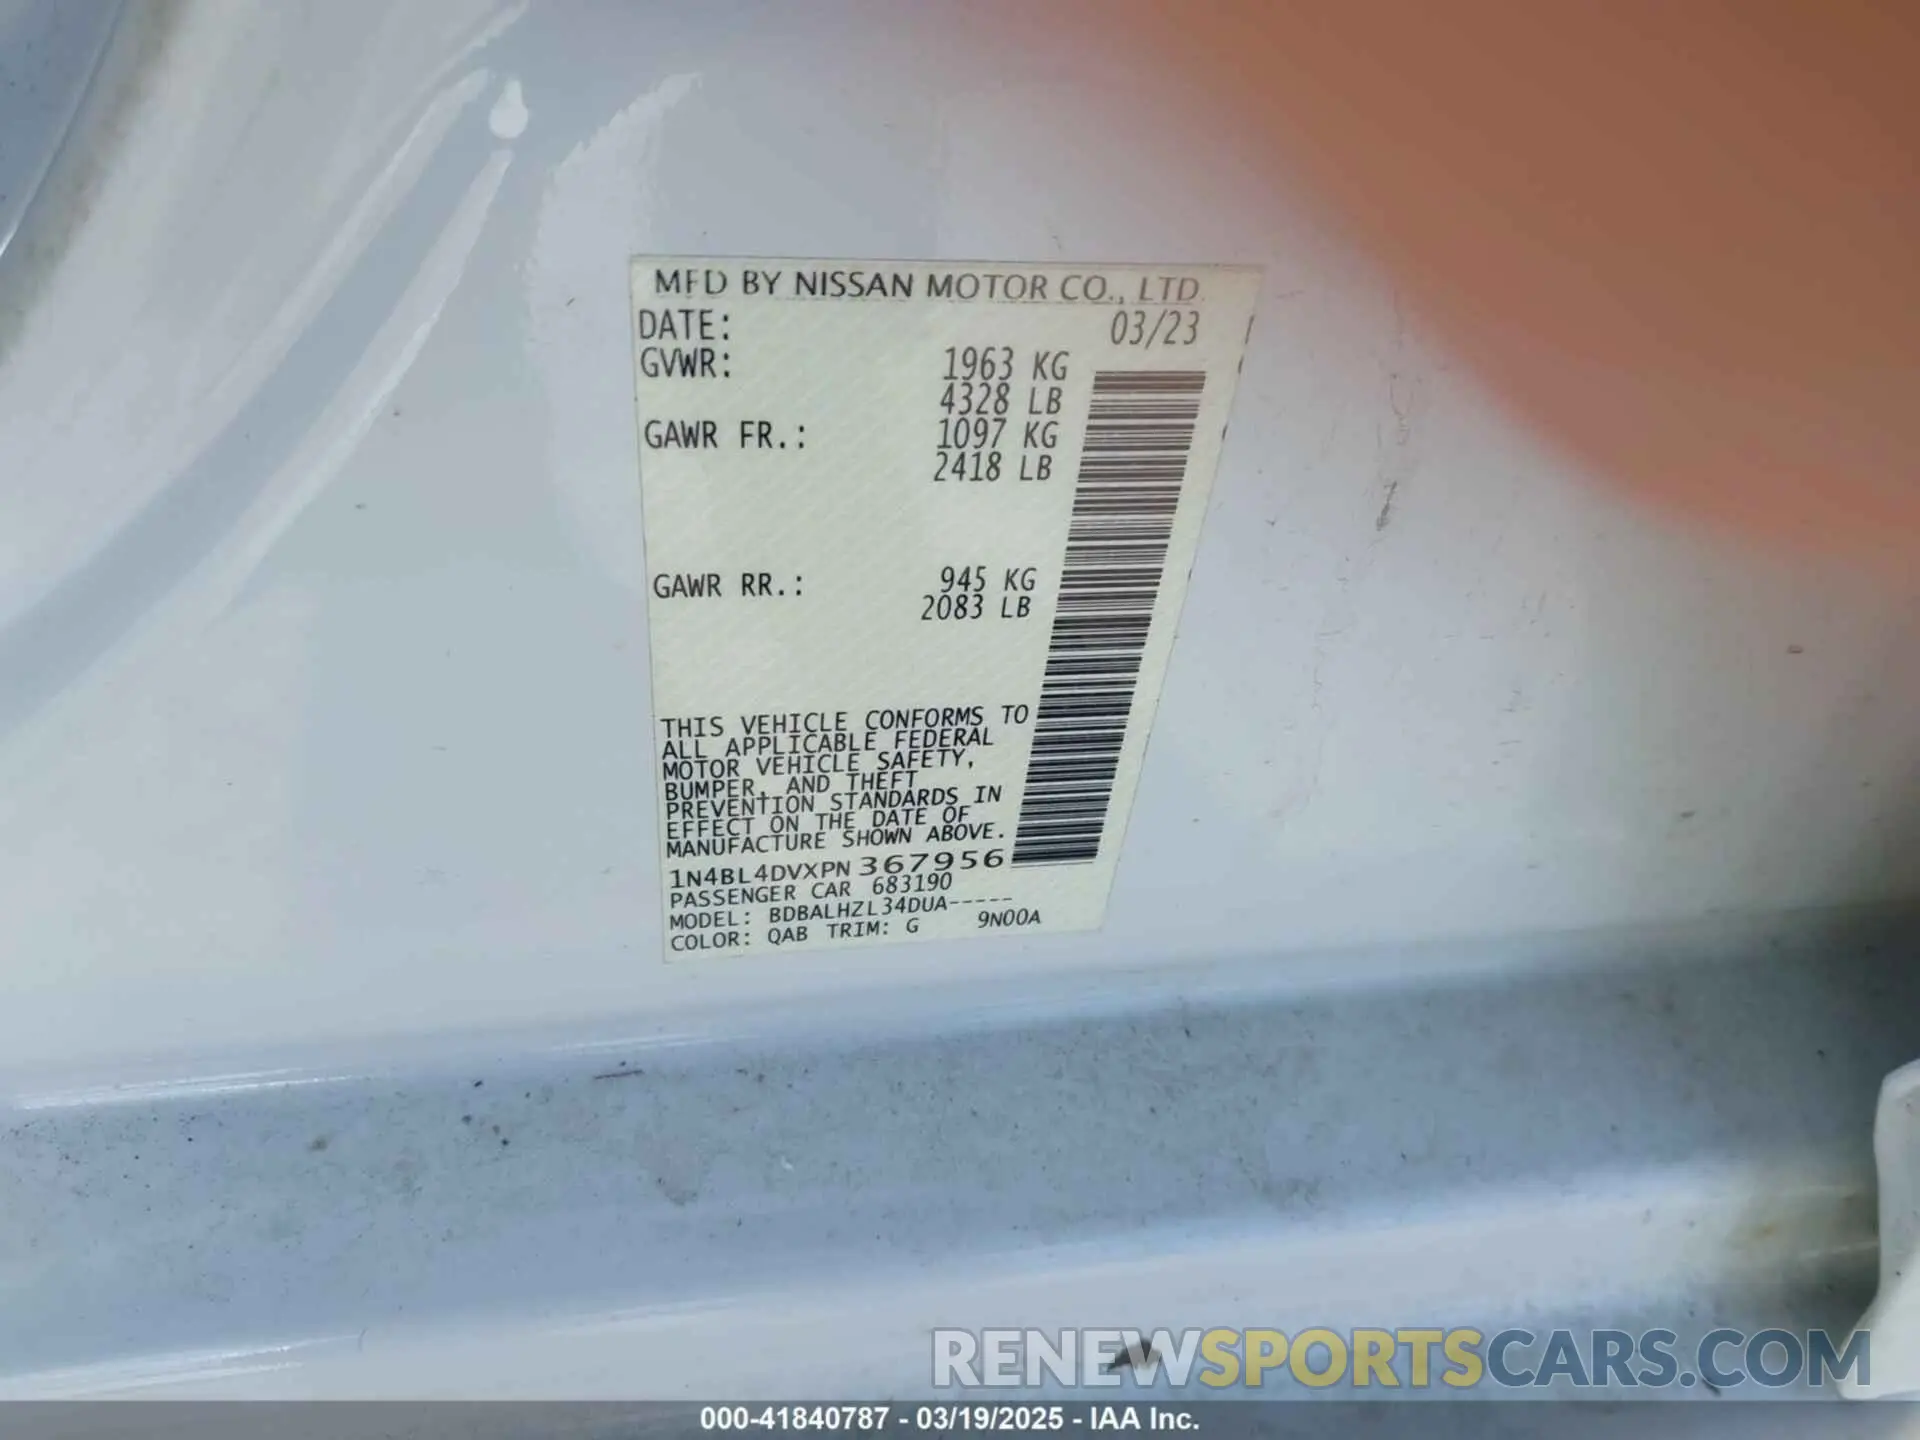 MFD BY NISSAN MOTOR CO., LTD.
DATE: 03/23
GVWR: 1963 KG
4328 LB
GAWR FR.: 1097 KG
2418 LB
GAWR RR.: 945 KG
2083 LB
THIS VEHICLE CONFORMS TO
ALL APPLICABLE FEDERAL
MOTOR VEHICLE SAFETY,
BUMPER, AND THEFT
PREVENTION STANDARDS IN
EFFECT ON THE DATE OF
MANUFACTURE SHOWN ABOVE.
1N4BL4DVXPN367956
PASSENGER CAR 683190
MODEL: BDBALHZL34DUA-----
COLOR: QAB TRIM: G 9N00A
RENEWSPORTSCARS.COM
000-41840787 - 03/19/2025 - IAA Inc.